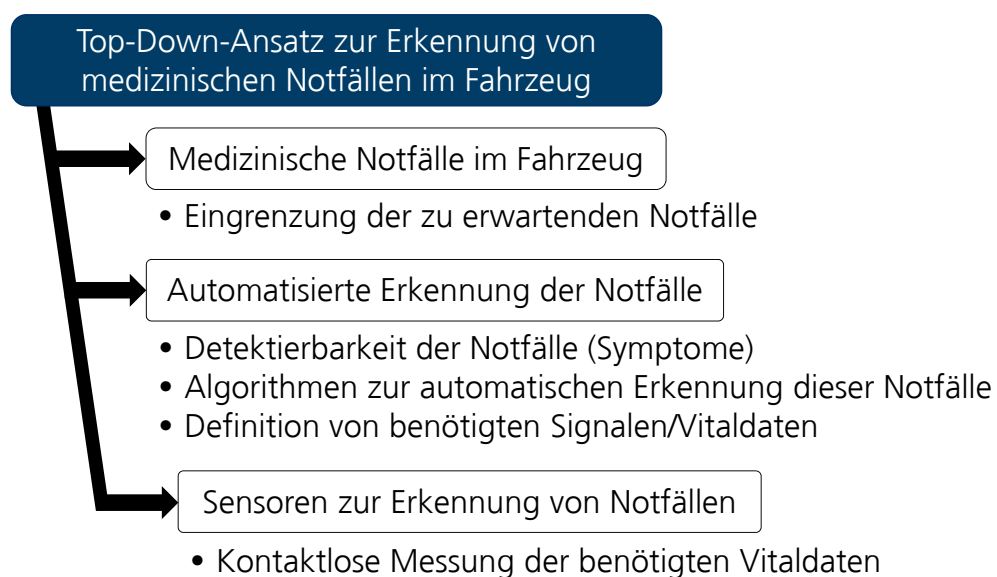 Top-Down-Ansatz zur Erkennung von
medizinischen Notfällen im Fahrzeug
Medizinische Notfälle im Fahrzeug
• Eingrenzung der zu erwartenden Notfälle
Automatisierte Erkennung der Notfälle
• Detektierbarkeit der Notfälle (Symptome)
• Algorithmen zur automatischen Erkennung dieser Notfälle
• Definition von benötigten Signalen/Vitaldaten
Sensoren zur Erkennung von Notfällen
• Kontaktlose Messung der benötigten Vitaldaten